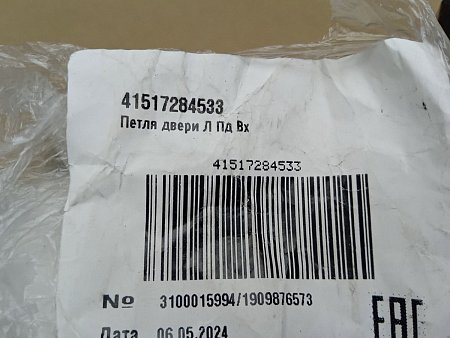 41517284533
Петля двери Л Пд Вх
41517284533
№ 3100015994/1909876573
Дата 06.05.2024
EAC